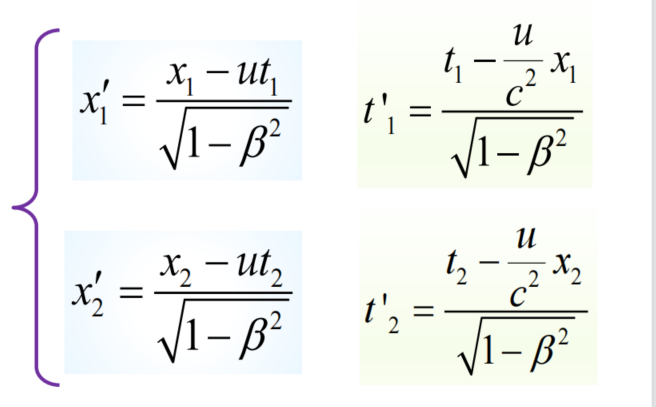 x′₁ = (x₁ − ut₁) / √(1 − β²)
t'₁ = (t₁ − (u/c²) x₁) / √(1 − β²)
x′₂ = (x₂ − ut₂) / √(1 − β²)
t'₂ = (t₂ − (u/c²) x₂) / √(1 − β²)